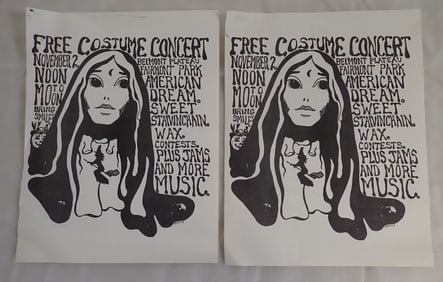 FREE COSTUME CONCERT
NOVEMBER 2
NOON
TO
MOON
BRING
SMILES
BELMONT PLATEAU
FAIRMONT PARK
AMERICAN
DREAM.
SWEET
STAVINCHAIN.
WAX.
CONTESTS.
PLUS JAMS
AND MORE
MUSIC.
FREE COSTUME CONCERT
NOVEMBER 2
NOON
TO
MOON
BRING
SMILES
BELMONT PLATEAU
FAIRMONT PARK
AMERICAN
DREAM.
SWEET
STAVINCHAIN.
WAX.
CONTESTS.
PLUS JAMS
AND MORE
MUSIC.